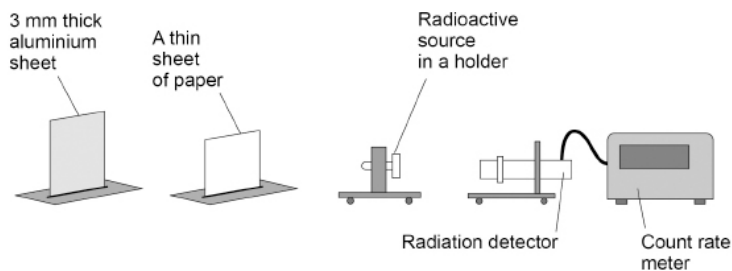 3 mm thick
aluminium
sheet
A thin
sheet
of paper
Radioactive
source
in a holder
Radiation detector
Count rate
meter